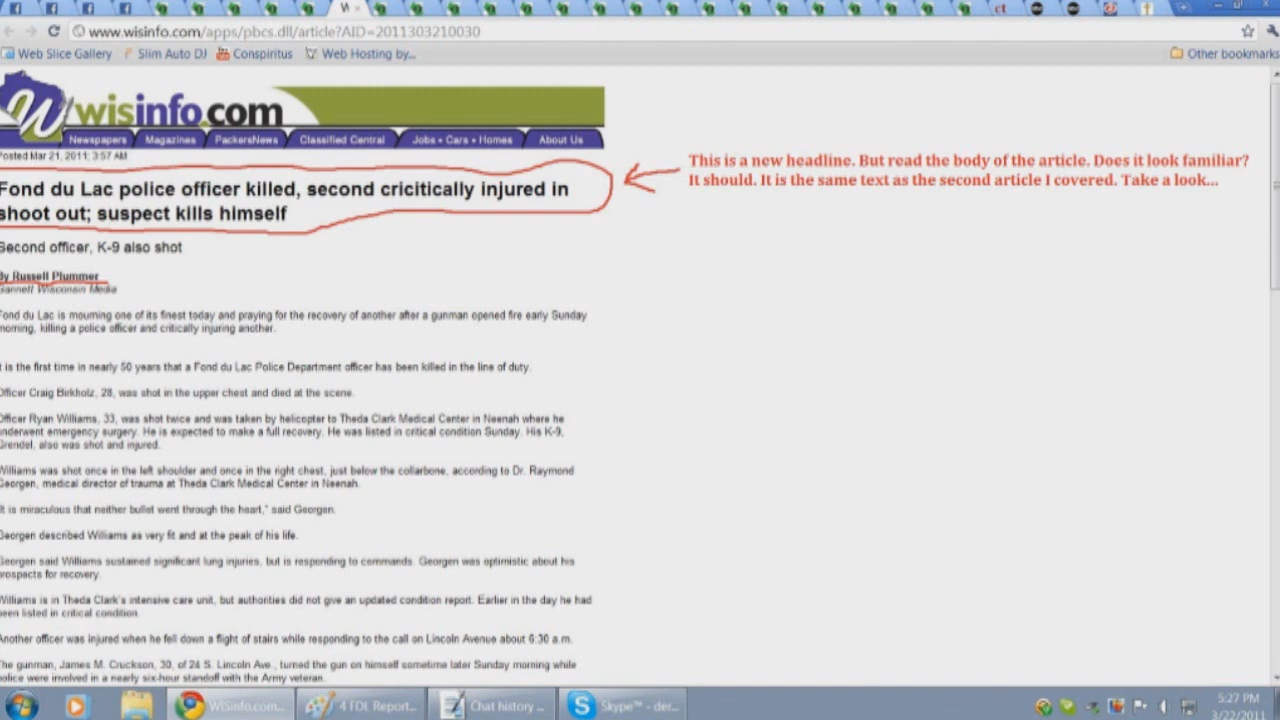 www.wisinfo.com/apps/pbcs.dll/article?AID=2011303210030
Web Slice Gallery Slim Auto DJ Conspiritus Web Hosting by... Other bookmarks
W wisinfo.com
Newspapers Magazines PackersNews Classified Central Jobs • Cars • Homes About Us
Posted Mar 21, 2011; 3:57 AM
This is a new headline. But read the body of the article. Does it look familiar?
It should. It is the same text as the second article I covered. Take a look...
Fond du Lac police officer killed, second cricitically injured in
shoot out; suspect kills himself
Second officer, K-9 also shot
By Russell Plummer
Gannett Wisconsin Media
Fond du Lac is mourning one of its finest today and praying for the recovery of another after a gunman opened fire early Sunday
morning, killing a police officer and critically injuring another.
It is the first time in nearly 50 years that a Fond du Lac Police Department officer has been killed in the line of duty.
Officer Craig Birkholz, 28, was shot in the upper chest and died at the scene.
Officer Ryan Williams, 33, was shot twice and was taken by helicopter to Theda Clark Medical Center in Neenah where he
underwent emergency surgery. He is expected to make a full recovery. He was listed in critical condition Sunday. His K-9,
Grendel, also was shot and injured.
Williams was shot once in the left shoulder and once in the right chest, just below the collarbone, according to Dr. Raymond
Georgen, medical director of trauma at Theda Clark Medical Center in Neenah.
"It is miraculous that neither bullet went through the heart," said Georgen.
Georgen described Williams as very fit and at the peak of his life.
Georgen said Williams sustained significant lung injuries, but is responding to commands. Georgen was optimistic about his
prospects for recovery.
Williams is in Theda Clark's intensive care unit, but authorities did not give an updated condition report. Earlier in the day he had
been listed in critical condition.
Another officer was injured when he fell down a flight of stairs while responding to the call on Lincoln Avenue about 6:30 a.m.
The gunman, James M. Cruckson, 30, of 24 S. Lincoln Ave., turned the gun on himself sometime later Sunday morning while
police were involved in a nearly six-hour standoff with the Army veteran.
WISinfo.com... 4 FDL Report... Chat history ... Skype™ - der... 5:27 PM
3/22/2011